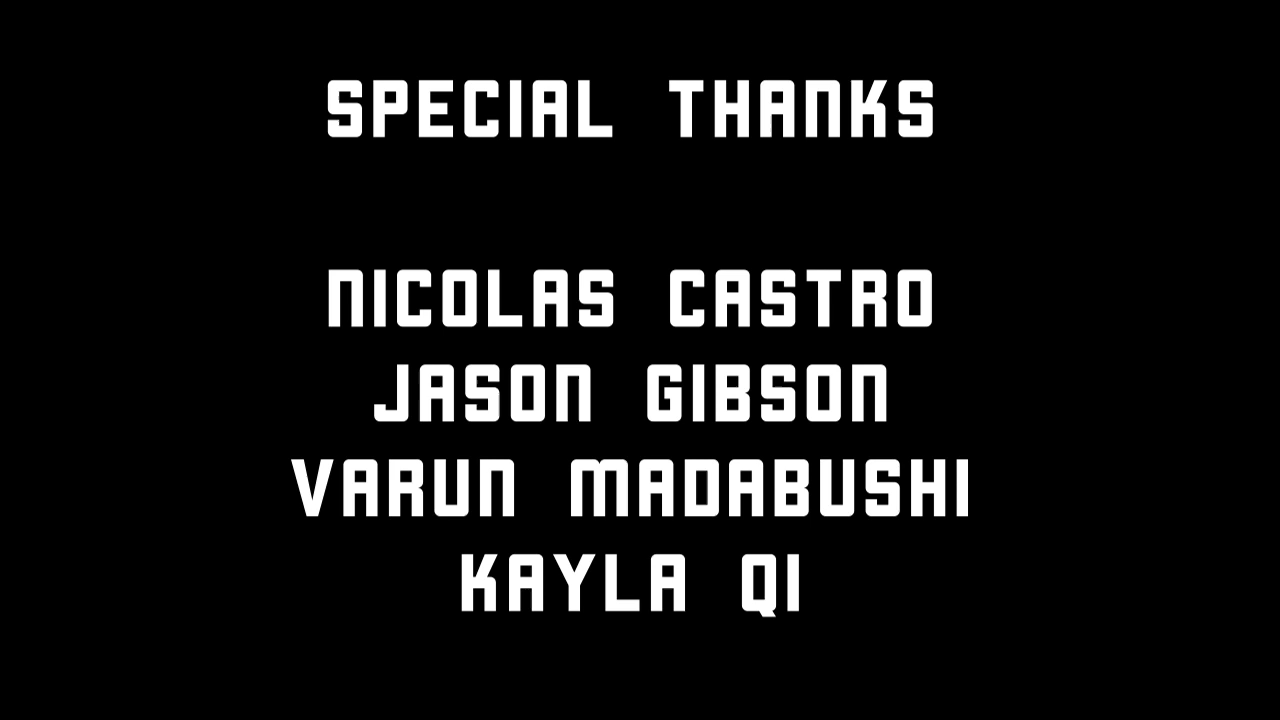 SPECIAL THANKS
NICOLAS CASTRO
JASON GIBSON
VARUN MADABUSHI
KAYLA QI